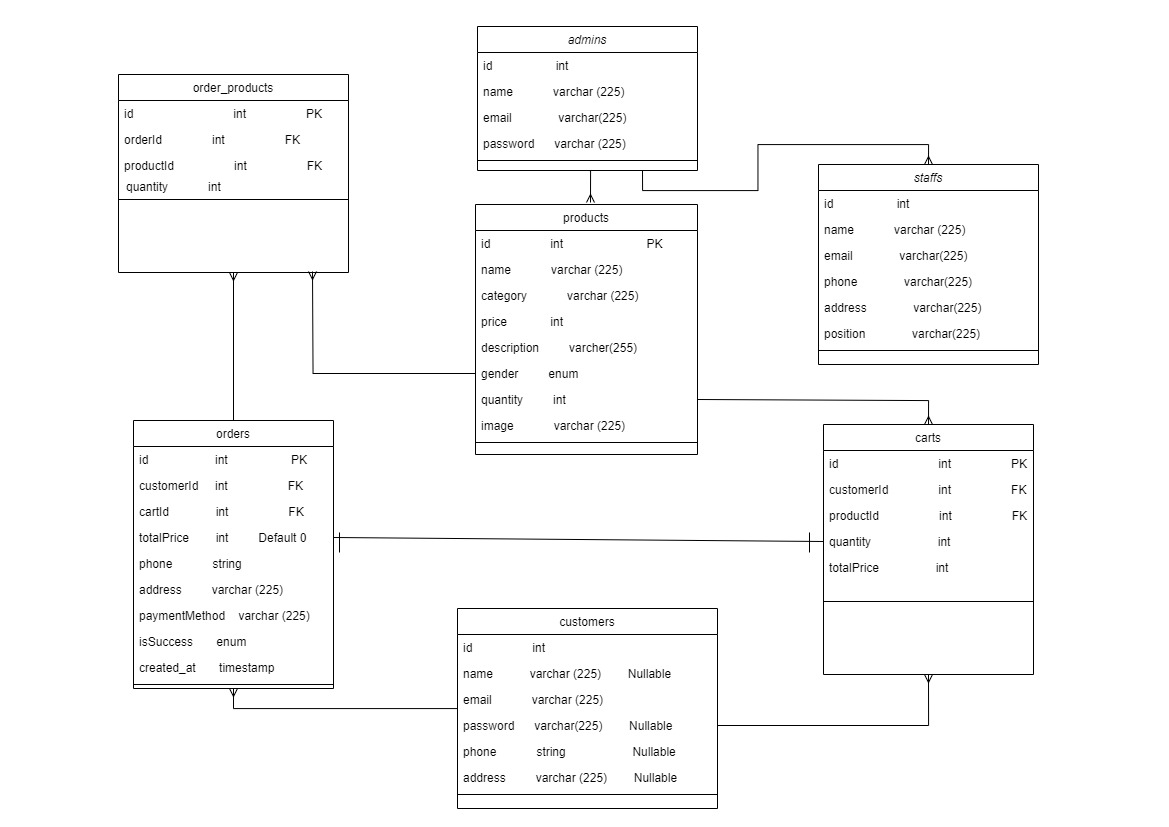 admins
id int
name varchar (225)
email varchar(225)
password varchar (225)
order_products
id int PK
orderId int FK
productId int FK
quantity int
staffs
id int
name varchar (225)
email varchar(225)
phone varchar(225)
address varchar(225)
position varchar(225)
products
id int PK
name varchar (225)
category varchar (225)
price int
description varcher(255)
gender enum
quantity int
image varchar (225)
orders
id int PK
customerId int FK
cartId int FK
totalPrice int Default 0
phone string
address varchar (225)
paymentMethod varchar (225)
isSuccess enum
created_at timestamp
carts
id int PK
customerId int FK
productId int FK
quantity int
totalPrice int
customers
id int
name varchar (225) Nullable
email varchar (225)
password varchar(225) Nullable
phone string Nullable
address varchar (225) Nullable